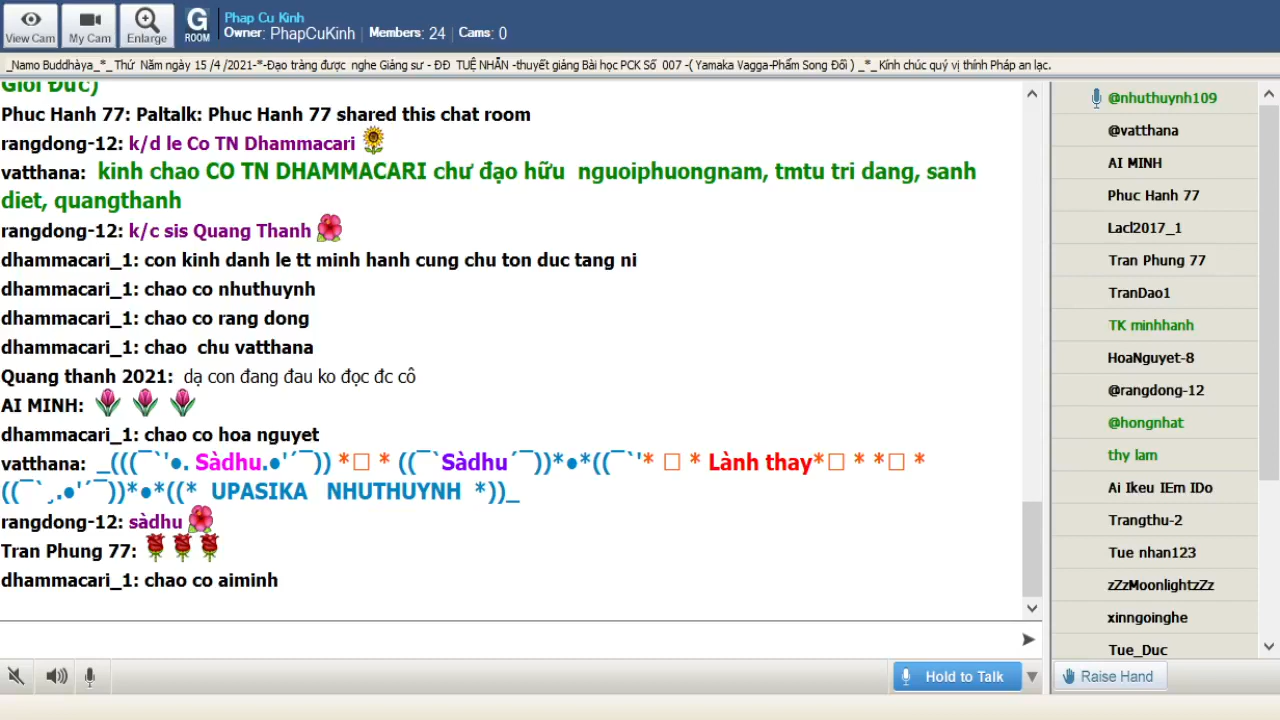 View Cam
My Cam
Enlarge
G
ROOM
Phap Cu Kinh
Owner: PhapCuKinh | Members: 24 | Cams: 0
_Namo Buddhàya_*_ Thứ Năm ngày 15 /4 /2021-*-Đạo tràng được nghe Giảng sư - ĐĐ TUỆ NHẪN -thuyết giảng Bài học PCK Số 007 -( Yamaka Vagga-Phẩm Song Đối ) _*_ Kính chúc quý vị thính Pháp an lạc.
Giới Đức)
Phuc Hanh 77: Paltalk: Phuc Hanh 77 shared this chat room
rangdong-12: k/d le Co TN Dhammacari
vatthana: kinh chao CO TN DHAMMACARI chư đạo hữu nguoiphuongnam, tmtu tri dang, sanh
diet, quangthanh
rangdong-12: k/c sis Quang Thanh
dhammacari_1: con kinh danh le tt minh hanh cung chu ton duc tang ni
dhammacari_1: chao co nhuthuynh
dhammacari_1: chao co rang dong
dhammacari_1: chao chu vatthana
Quang thanh 2021: dạ con đang đau ko đọc đc cô
AI MINH:
dhammacari_1: chao co hoa nguyet
vatthana: _(((¯`'•. Sàdhu.•'´¯)) *□ * ((¯`Sàdhu´¯))*•*((¯`'* □ * Lành thay*□ * *□ *
((¯`¸.•'´¯))*•*((* UPASIKA NHUTHUYNH *))_
rangdong-12: sàdhu
Tran Phung 77:
dhammacari_1: chao co aiminh
@nhuthuynh109
@vatthana
AI MINH
Phuc Hanh 77
Lacl2017_1
Tran Phung 77
TranDao1
TK minhhanh
HoaNguyet-8
@rangdong-12
@hongnhat
thy lam
Ai Ikeu IEm IDo
Trangthu-2
Tue nhan123
zZzMoonlightzZz
xinngoinghe
Tue_Duc
Hold to Talk
Raise Hand